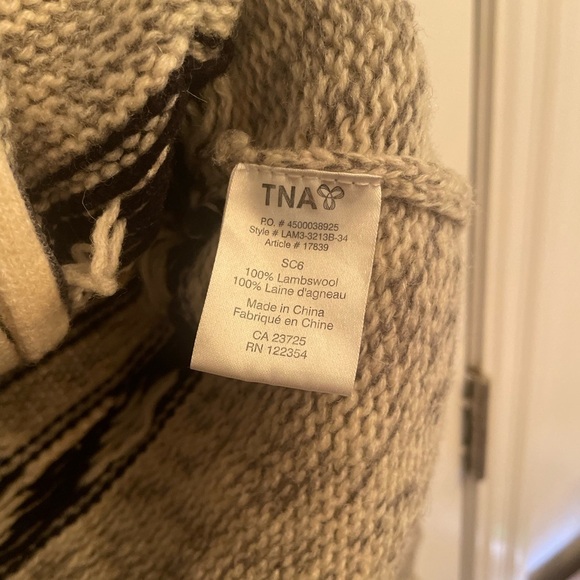 TNA
P.O. # 4500038925
Style # LAM3-3213B-34
Article # 17839
SC6
100% Lambswool
100% Laine d'agneau
Made in China
Fabriqué en Chine
CA 23725
RN 122354